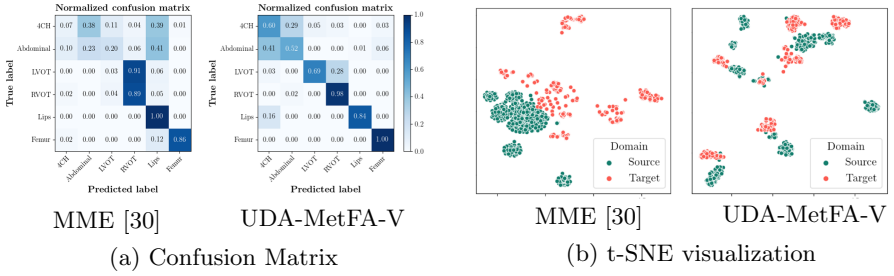 Normalized confusion matrix
4CH 0.07 0.38 0.11 0.04 0.39 0.01
Abdominal 0.10 0.23 0.20 0.06 0.41 0.00
LVOT 0.00 0.00 0.03 0.91 0.06 0.00
RVOT 0.00 0.02 0.04 0.89 0.05 0.00
Lips 0.00 0.00 0.00 0.00 1.00 0.00
Femur 0.02 0.00 0.00 0.00 0.12 0.86
4CH Abdominal LVOT RVOT Lips Femur
True label
Predicted label
MME [30]
Normalized confusion matrix
4CH 0.60 0.29 0.05 0.03 0.00 0.03
Abdominal 0.41 0.52 0.00 0.00 0.01 0.06
LVOT 0.03 0.00 0.69 0.28 0.00 0.00
RVOT 0.00 0.02 0.00 0.98 0.00 0.00
Lips 0.16 0.00 0.00 0.00 0.84 0.00
Femur 0.00 0.00 0.00 0.00 0.00 1.00
4CH Abdominal LVOT RVOT Lips Femur
True label
Predicted label
1.0
0.8
0.6
0.4
0.2
0.0
UDA-MetFA-V
(a) Confusion Matrix
Domain
Source
Target
MME [30]
Domain
Source
Target
UDA-MetFA-V
(b) t-SNE visualization